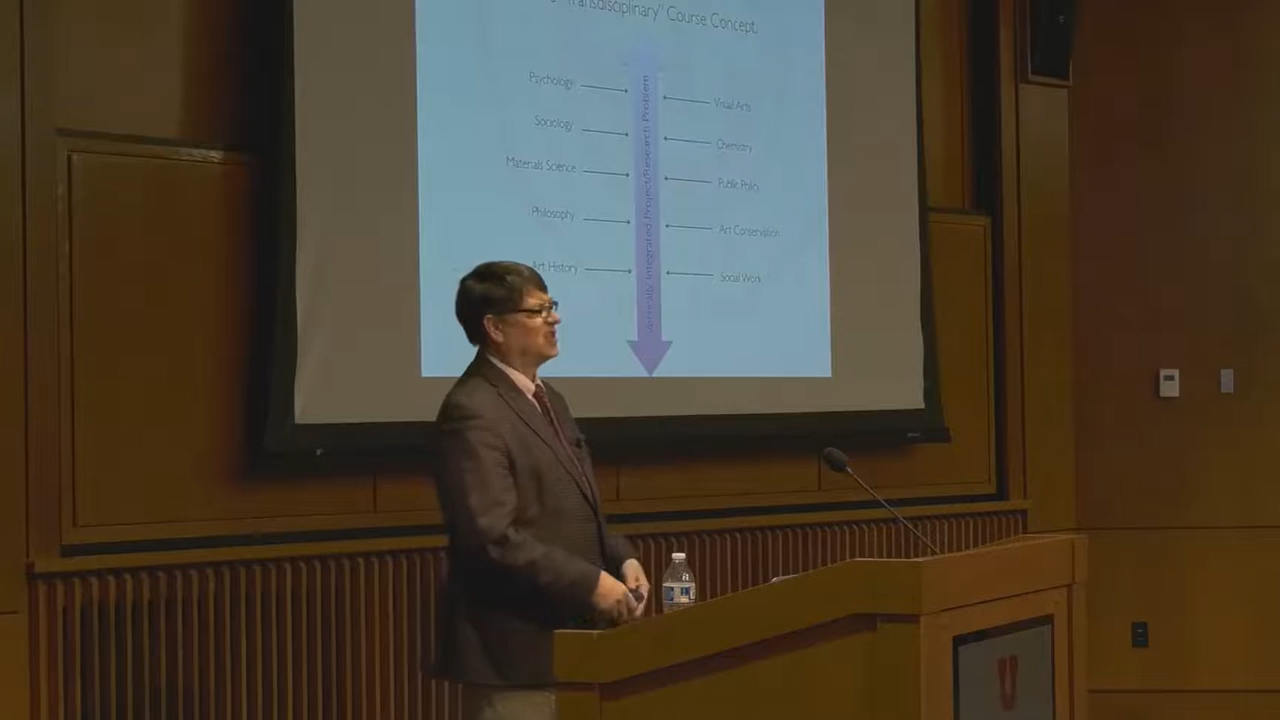 "Transdisciplinary" Course Concept.
Psychology
Visual Arts
Sociology
Chemistry
Materials Science
Public Policy
Philosophy
Art Conservation
Art History
Social Work
Vertically Integrated Project/Research Problem
U